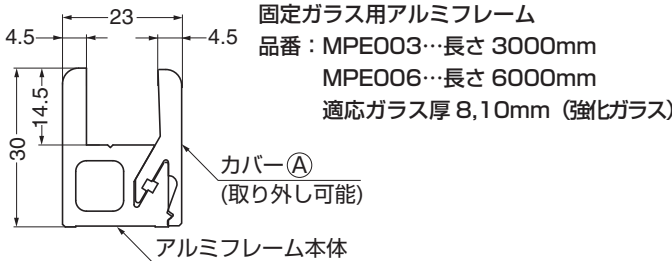 23
4.5
4.5
30
14.5
固定ガラス用アルミフレーム
品番：MPE003…長さ 3000mm
MPE006…長さ 6000mm
適応ガラス厚 8,10mm（強化ガラス）
カバーⒶ
(取り外し可能)
アルミフレーム本体